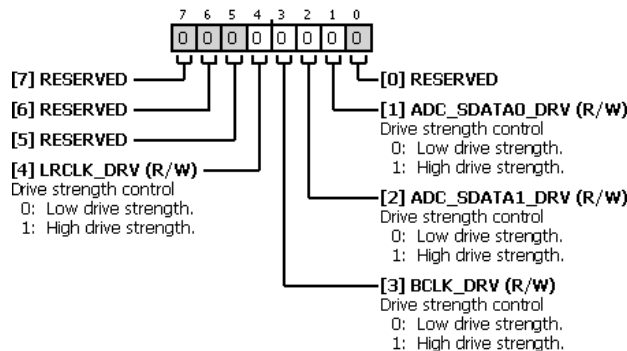 7 6 5 4 3 2 1 0
0 0 0 0 0 0 0 0
[7] RESERVED
[6] RESERVED
[5] RESERVED
[4] LRCLK_DRV (R/W)
Drive strength control
0: Low drive strength.
1: High drive strength.
[0] RESERVED
[1] ADC_SDATA0_DRV (R/W)
Drive strength control
0: Low drive strength.
1: High drive strength.
[2] ADC_SDATA1_DRV (R/W)
Drive strength control
0: Low drive strength.
1: High drive strength.
[3] BCLK_DRV (R/W)
Drive strength control
0: Low drive strength.
1: High drive strength.